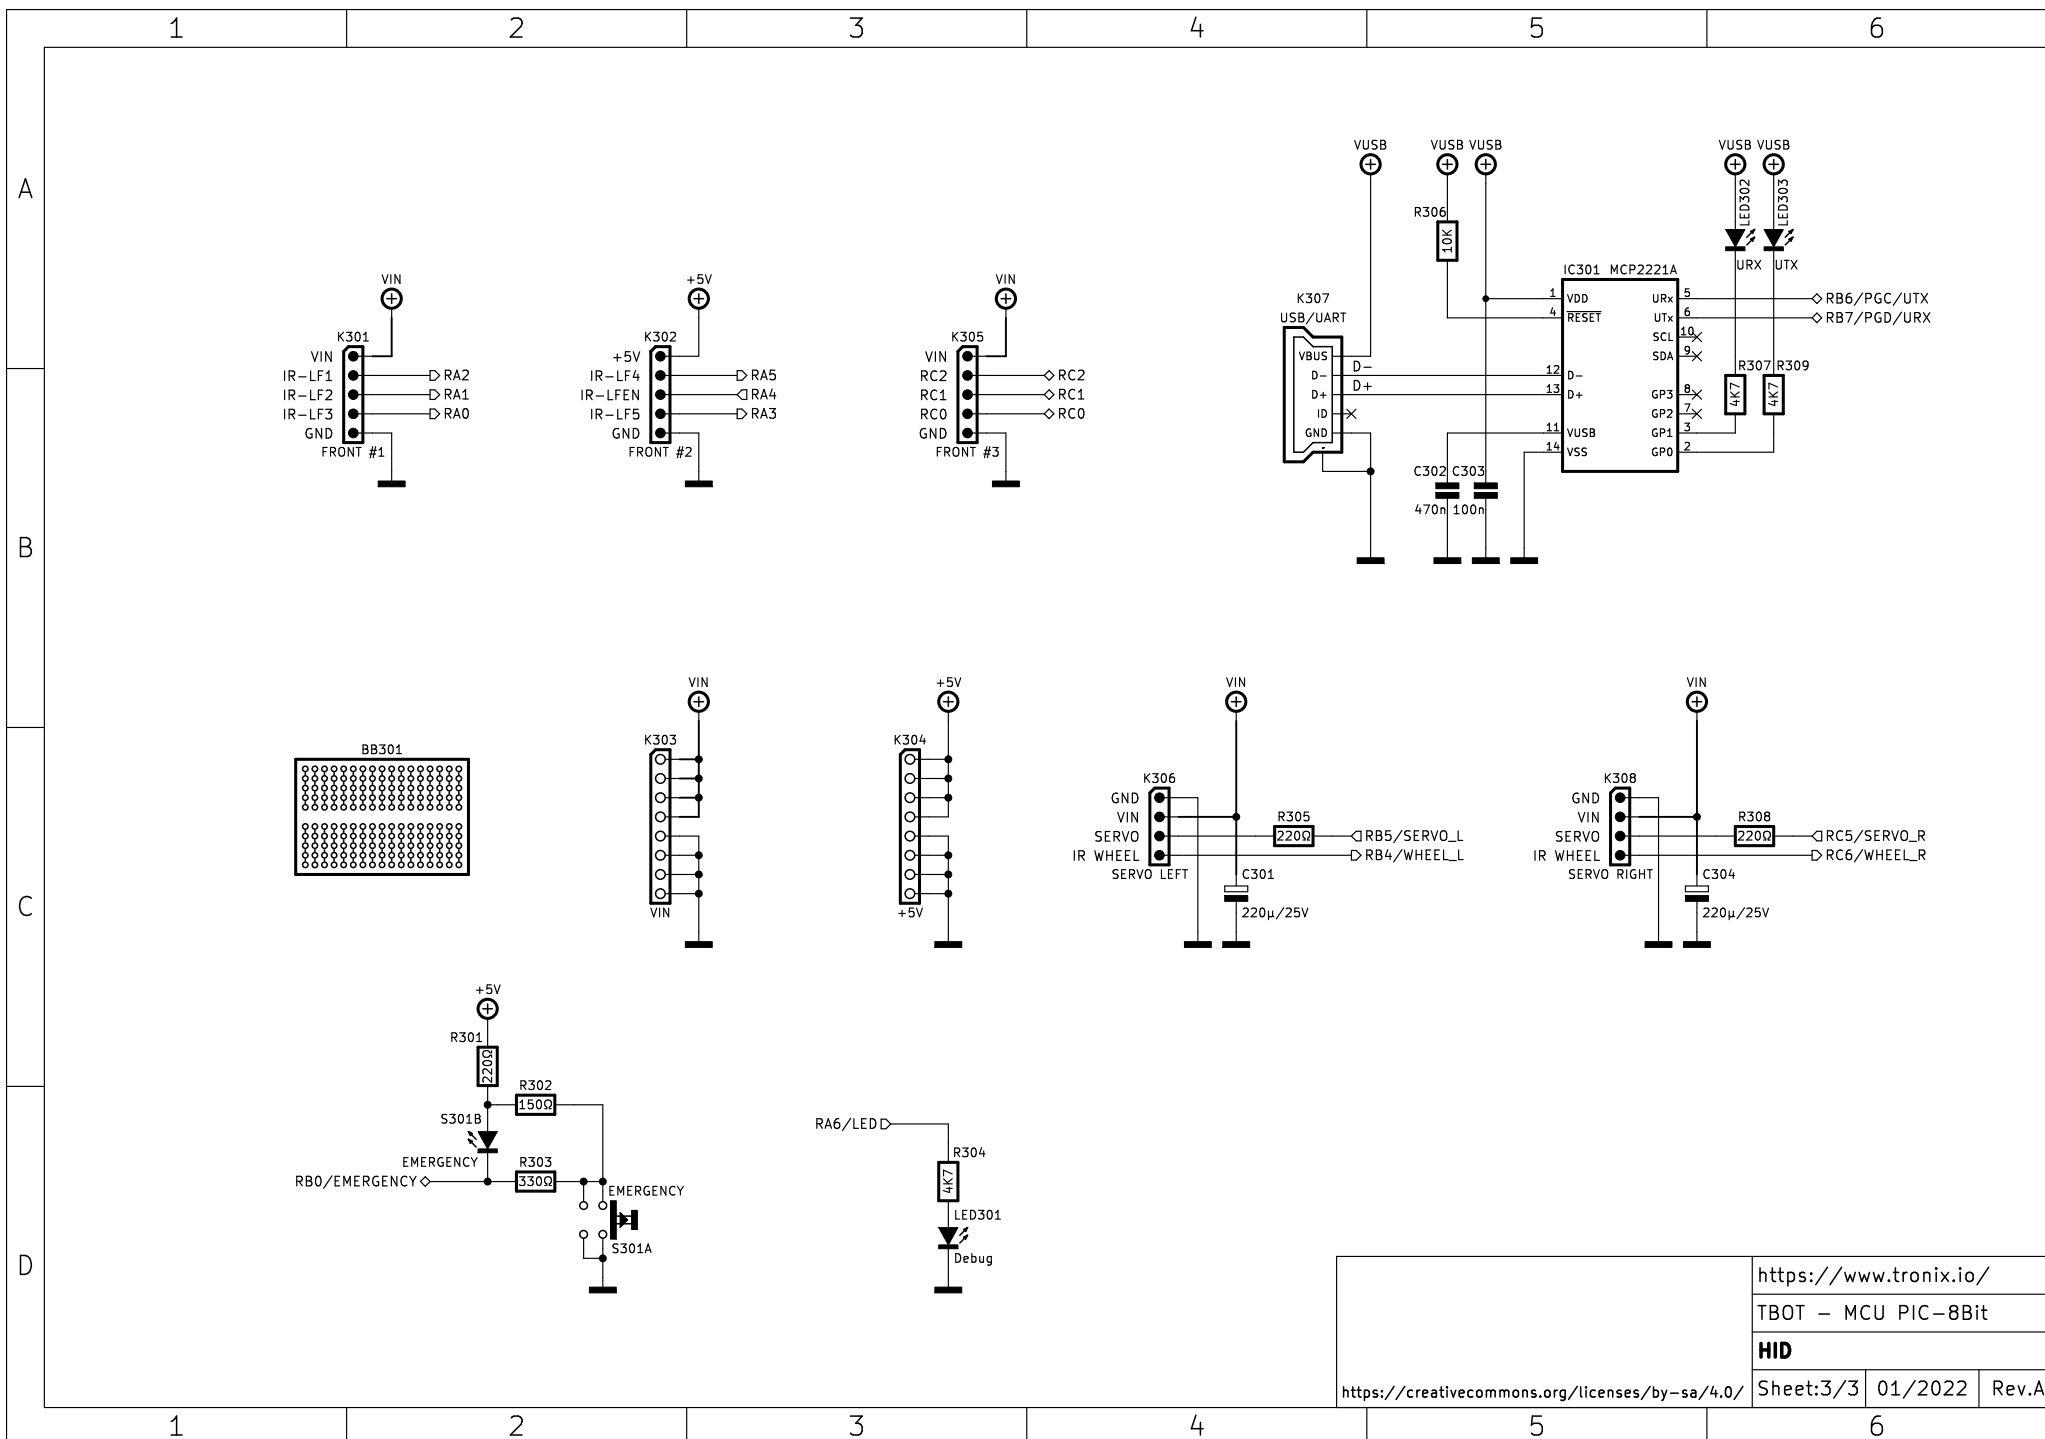 1 2 3 4 5 6
A
B
C
D
VIN
K301
VIN
IR-LF1
IR-LF2
IR-LF3
GND
RA2
RA1
RA0
FRONT #1
+5V
K302
+5V
IR-LF4
IR-LFEN
IR-LF5
GND
RA5
RA4
RA3
FRONT #2
VIN
K305
VIN
RC2
RC1
RC0
GND
RC2
RC1
RC0
FRONT #3
VUSB
VUSB VUSB
VUSB VUSB
K307
USB/UART
VBUS
D-
D+
ID
GND
D-
D+
R306
10K
C302 C303
470n 100n
IC301 MCP2221A
1 VDD
4 RESET
12 D-
13 D+
11 VUSB
14 VSS
URx 5
UTx 6
SCL 10
SDA 9
GP3 8
GP2 7
GP1 3
GP0 2
LED302
LED303
URX UTX
RB6/PGC/UTX
RB7/PGD/URX
R307 R309
4K7 4K7
BB301
VIN
K303
VIN
+5V
K304
+5V
VIN
K306
GND
VIN
SERVO
IR WHEEL
SERVO LEFT
R305
220Ω
RB5/SERVO_L
RB4/WHEEL_L
C301
220µ/25V
VIN
K308
GND
VIN
SERVO
IR WHEEL
SERVO RIGHT
R308
220Ω
RC5/SERVO_R
RC6/WHEEL_R
C304
220µ/25V
+5V
R301
220Ω
R302
150Ω
S301B
EMERGENCY
RB0/EMERGENCY
R303
330Ω
EMERGENCY
S301A
RA6/LED
R304
4K7
LED301
Debug
https://creativecommons.org/licenses/by-sa/4.0/
https://www.tronix.io/
TBOT - MCU PIC-8Bit
HID
Sheet:3/3 01/2022 Rev.A
1 2 3 4 5 6